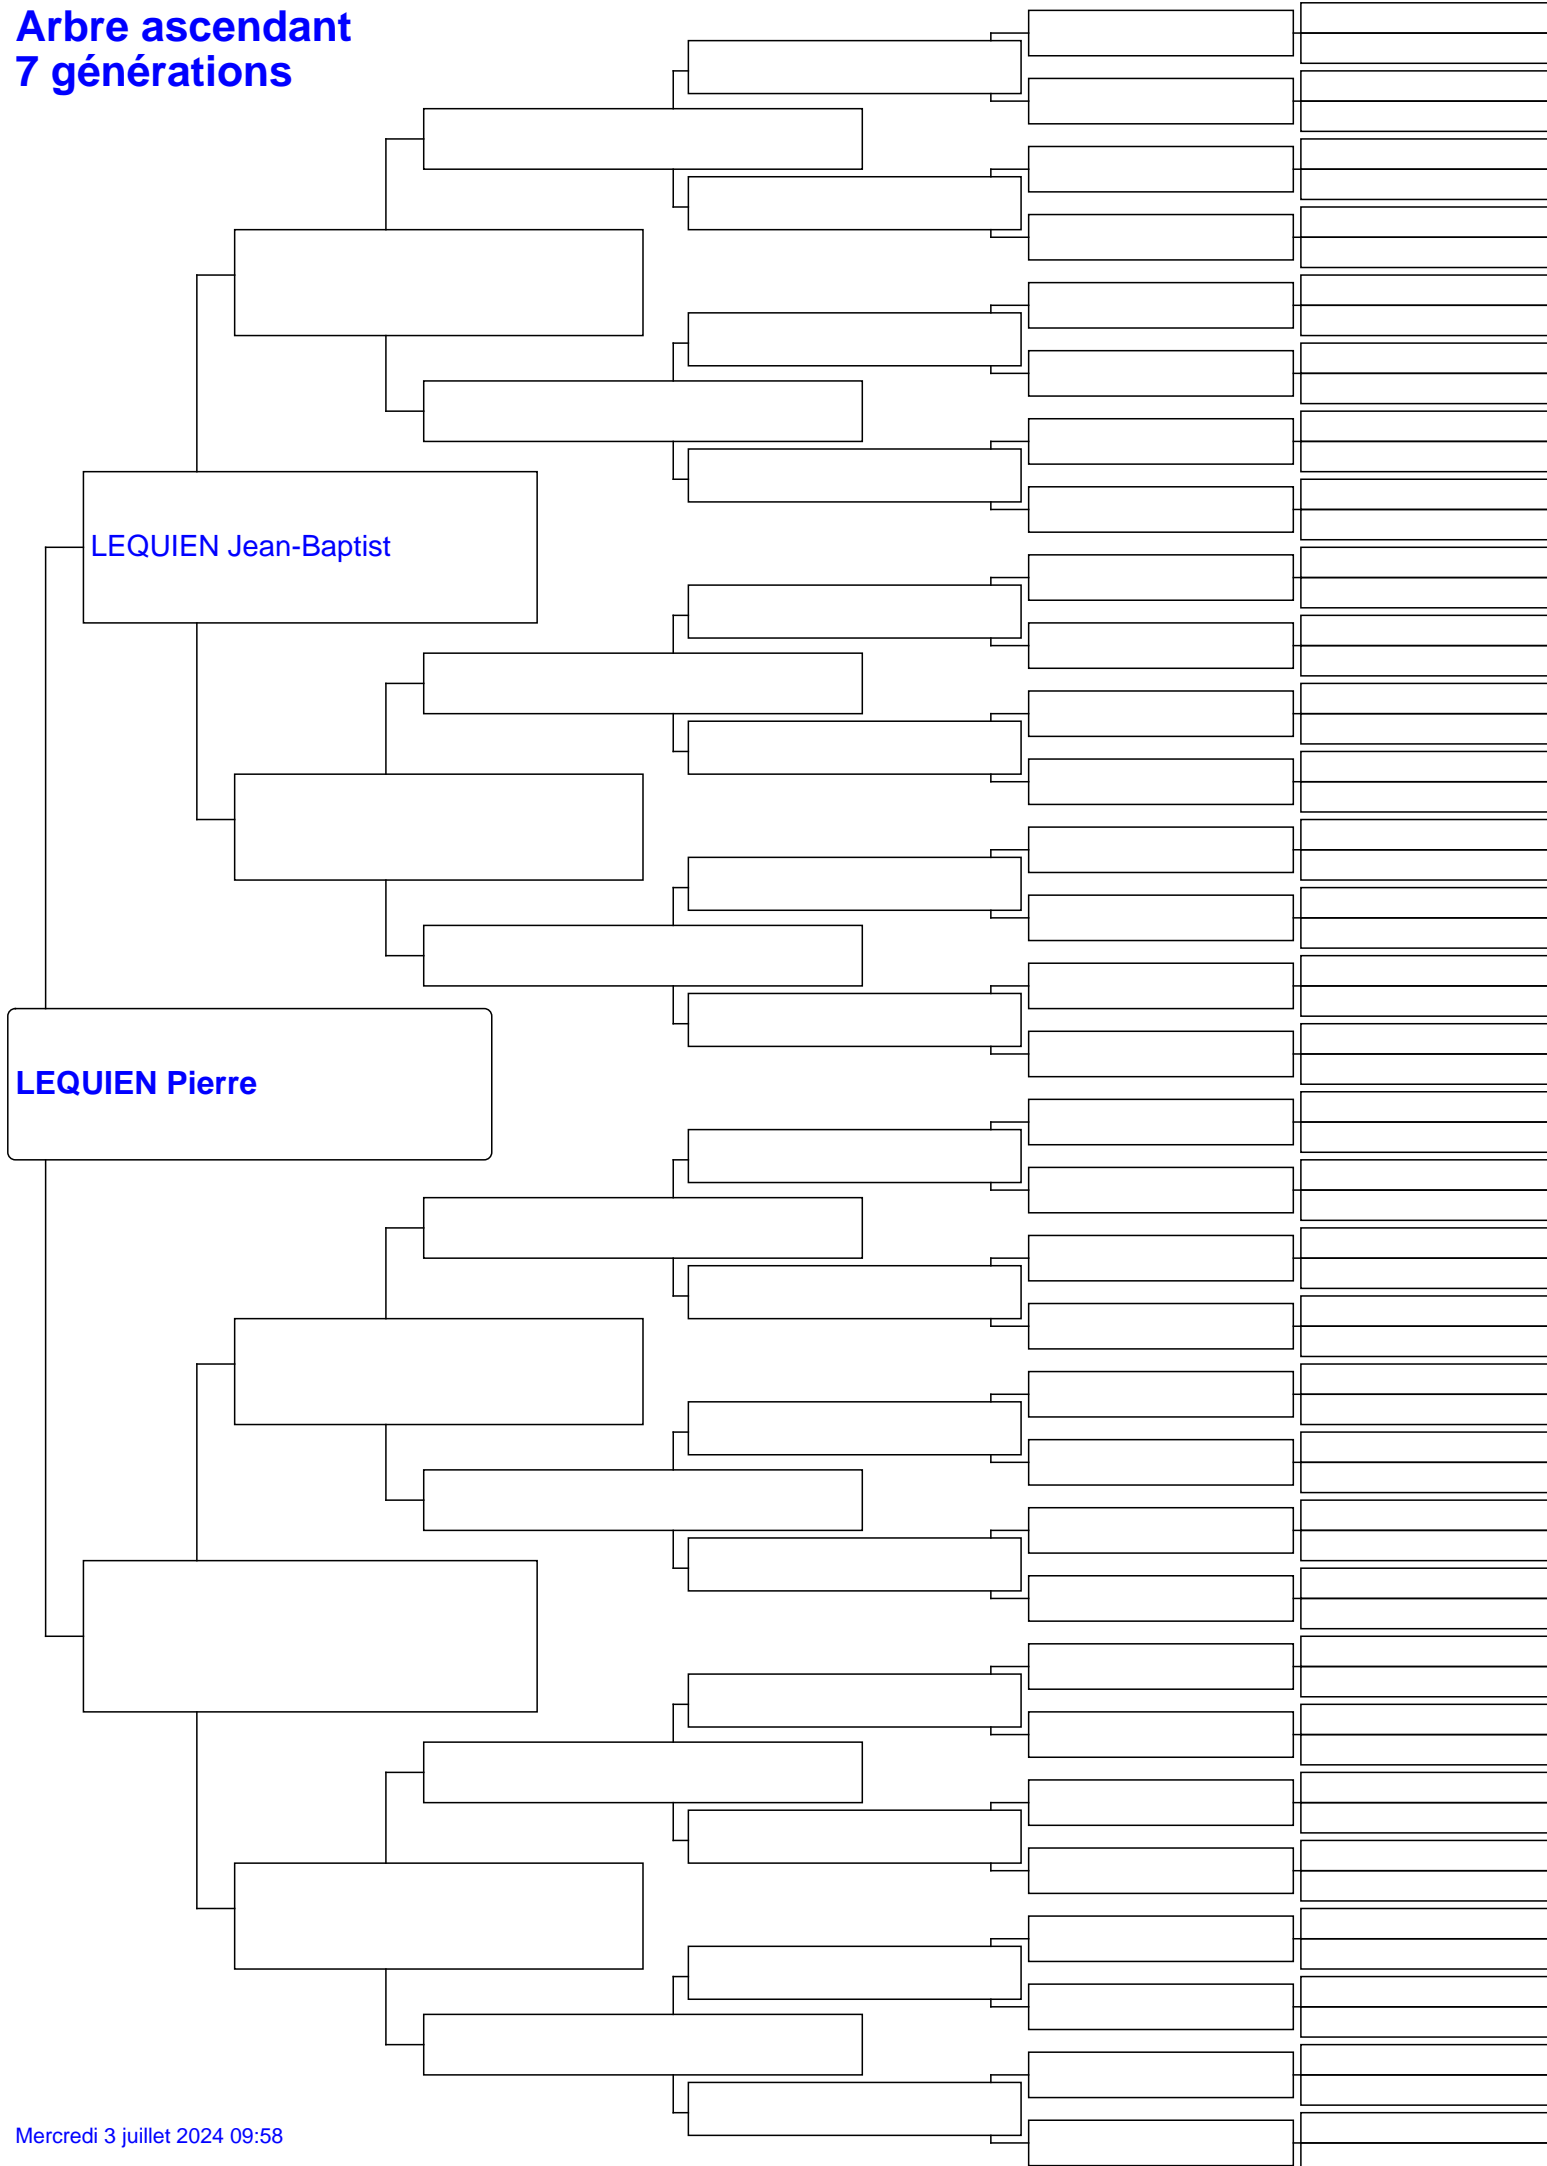 Arbre ascendant
7 générations
LEQUIEN Jean-Baptist
LEQUIEN Pierre
Mercredi 3 juillet 2024 09:58